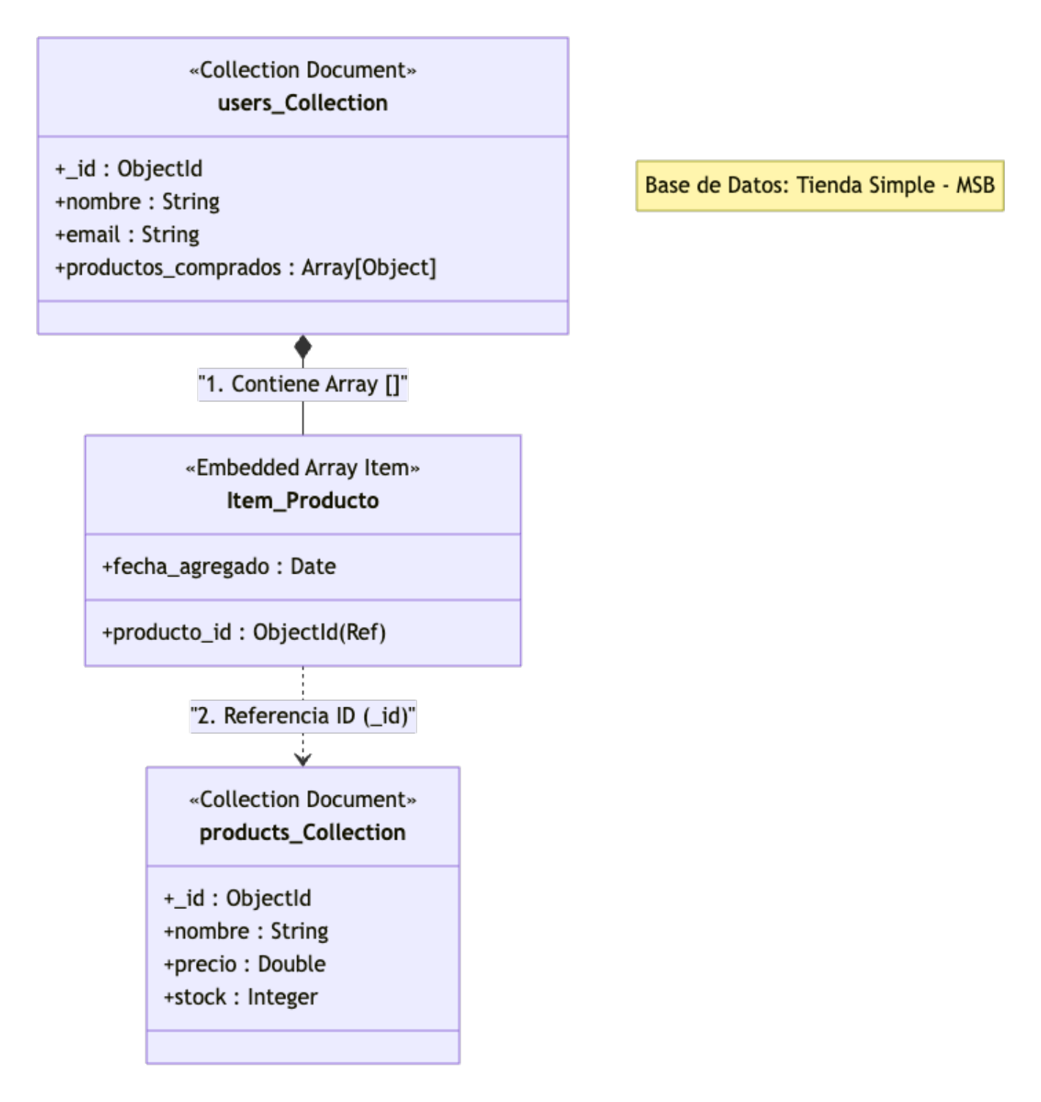 «Collection Document»
users_Collection
+_id : ObjectId
+nombre : String
+email : String
+productos_comprados : Array[Object]
Base de Datos: Tienda Simple - MSB
"1. Contiene Array []"
«Embedded Array Item»
Item_Producto
+fecha_agregado : Date
+producto_id : ObjectId(Ref)
"2. Referencia ID (_id)"
«Collection Document»
products_Collection
+_id : ObjectId
+nombre : String
+precio : Double
+stock : Integer